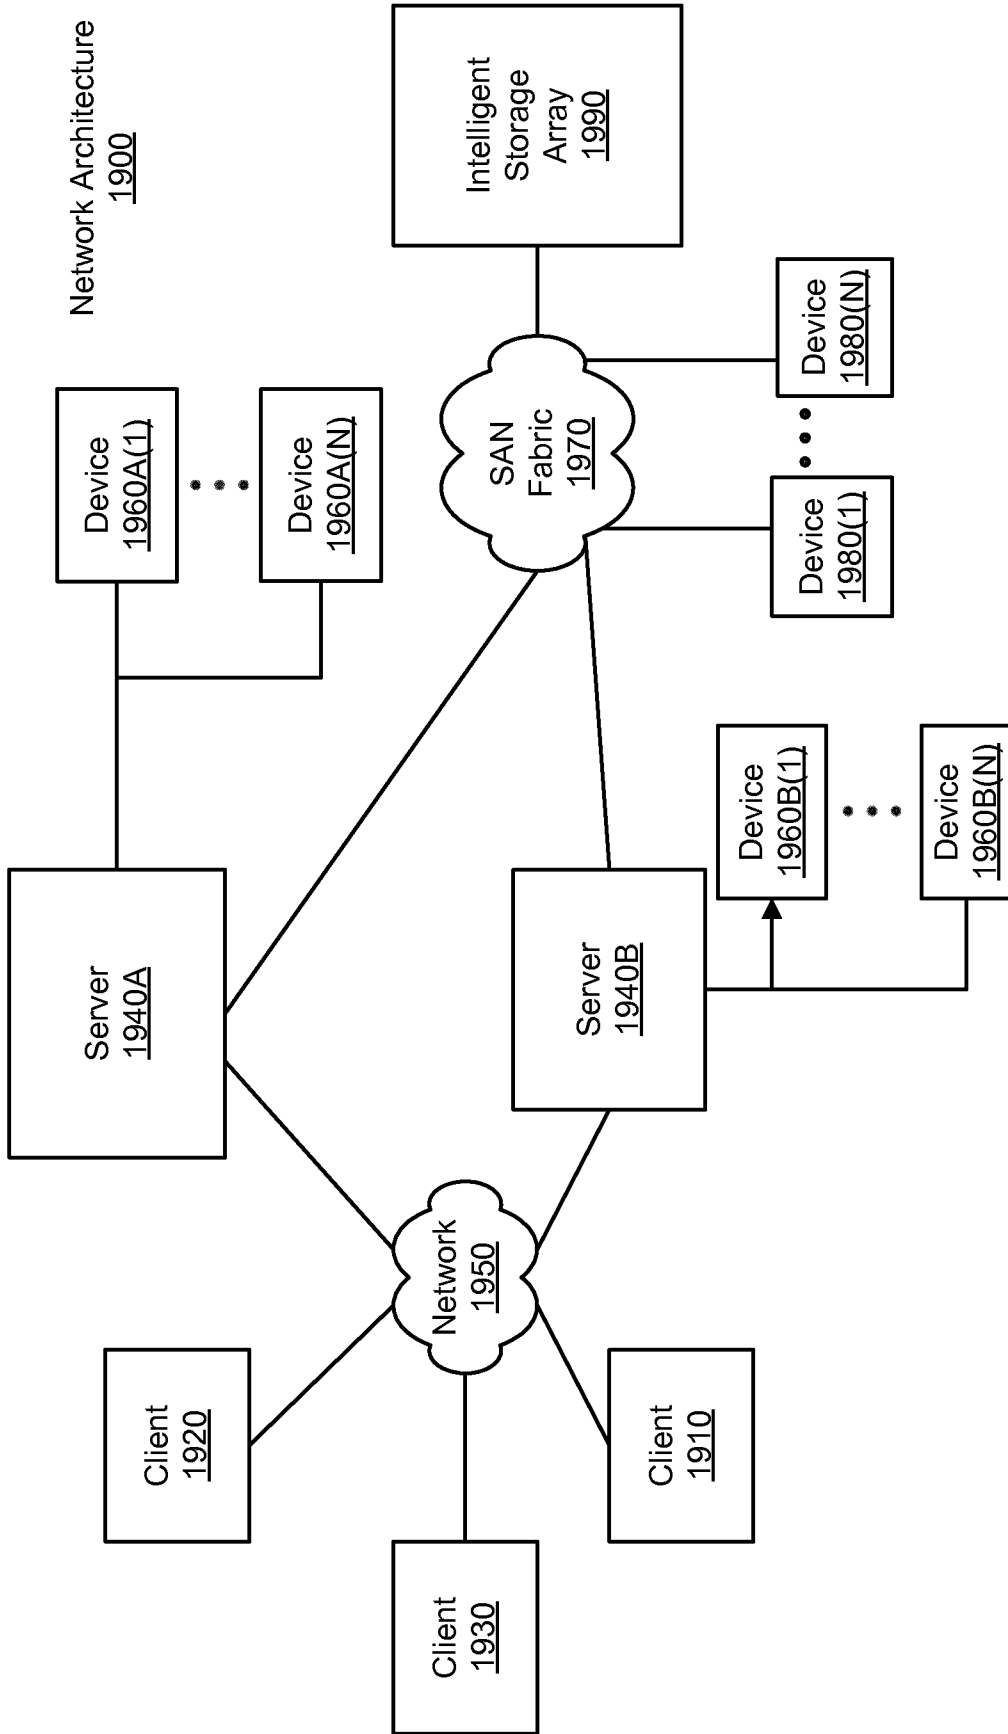 Network Architecture
1900
Device
1960A(1)
Device
1960A(N)
Server
1940A
Intelligent
Storage
Array
1990
SAN
Fabric
1970
Device
1980(N)
Device
1980(1)
Server
1940B
Device
1960B(1)
Device
1960B(N)
Network
1950
Client
1920
Client
1930
Client
1910